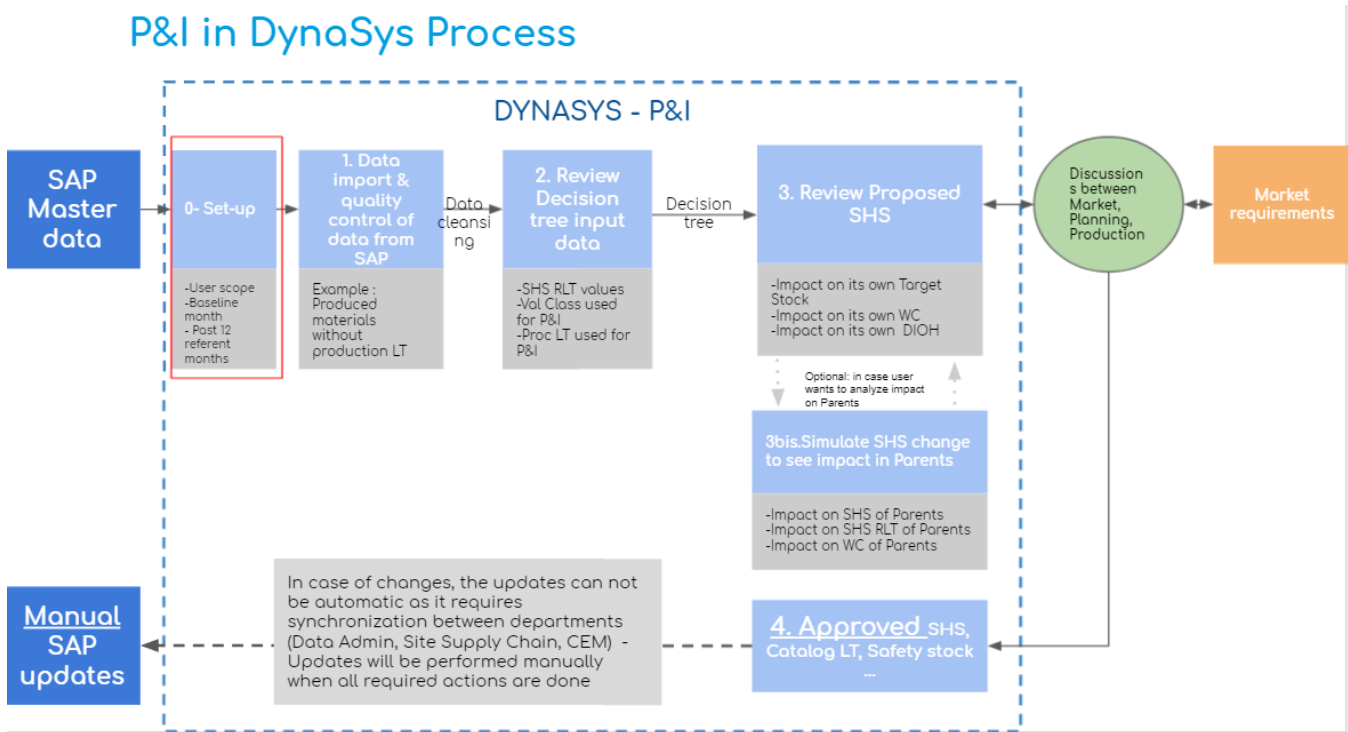 P&I in DynaSys Process
DYNASYS - P&I
SAP
Master
data
0- Set-up
-User scope
-Baseline
month
- Past 12
referent
months
1. Data
import &
quality
control of
data from
SAP
Example :
Produced
materials
without
production LT
Data
cleansi
ng
2. Review
Decision
tree input
data
-SHS RLT values
-Val Class used
for P&I
-Proc LT used for
P&I
Decision
tree
3. Review Proposed
SHS
-Impact on its own Target
Stock
-Impact on its own WC
-Impact on its own  DIOH
Discussion
s between
Market,
Planning,
Production
Market
requirements
Optional: in case user
wants to analyze impact
on Parents
3bis.Simulate SHS change
to see impact in Parents
-Impact on SHS of Parents
-Impact on SHS RLT of Parents
-Impact on WC of Parents
4. Approved SHS,
Catalog LT, Safety stock
...
In case of changes, the updates can not
be automatic as it requires
synchronization between departments
(Data Admin, Site Supply Chain, CEM)  -
Updates will be performed manually
when all required actions are done
Manual
SAP
updates